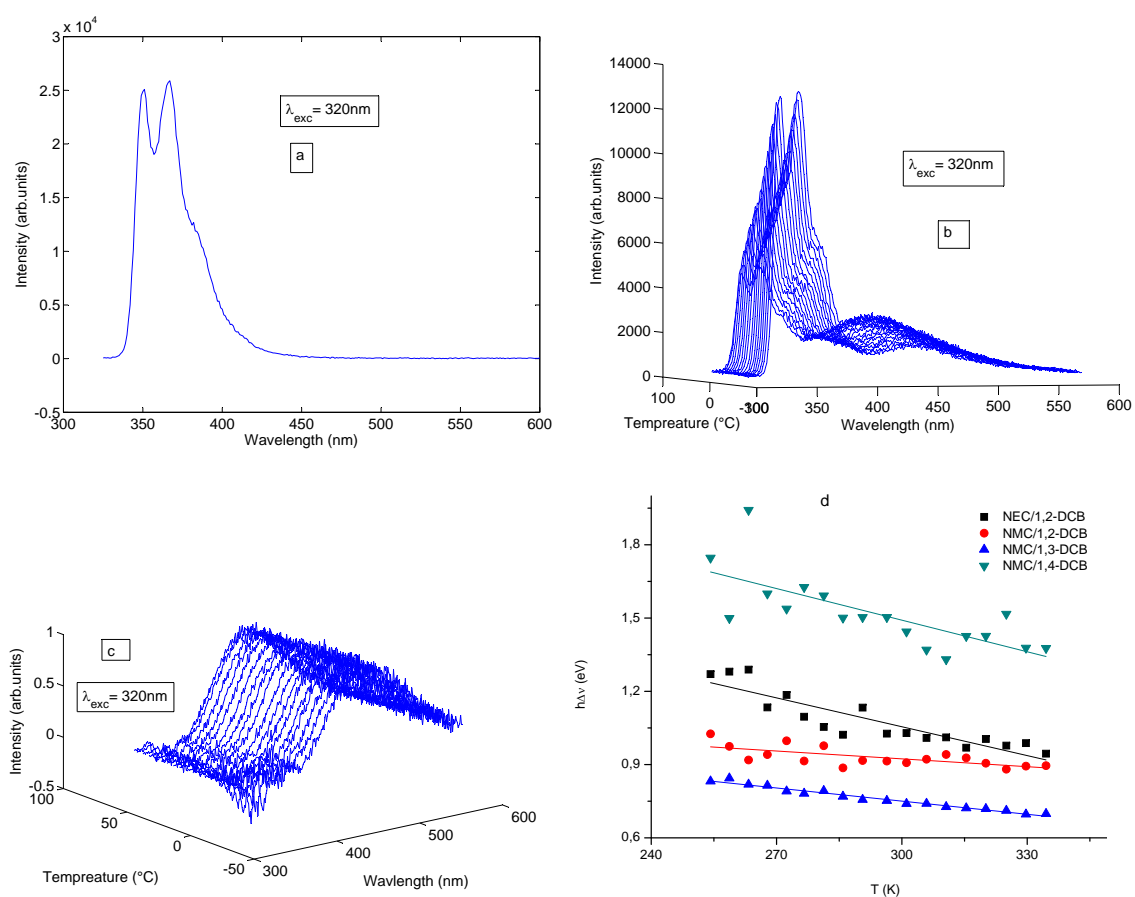 x 10⁴
3
2.5
2
1.5
1
0.5
0
-0.5
300 350 400 450 500 550 600
Wavelength (nm)
Intensity (arb.units)
λexc= 320nm
a
14000
12000
10000
8000
6000
4000
2000
0
100 0 -100
300 350 400 450 500 600
Tempreature (°C)
Wavelength (nm)
Intensity (arb.units)
λexc= 320nm
b
1
0.5
0
-0.5
100
50
0
-50
300
400
500
600
Tempreature (°C)
Wavelength (nm)
Intensity (arb.units)
c
λexc= 320nm
d
NEC/1,2-DCB
NMC/1,2-DCB
NMC/1,3-DCB
NMC/1,4-DCB
1,8
1,5
1,2
0,9
0,6
240 270 300 330
T (K)
hΔν (eV)